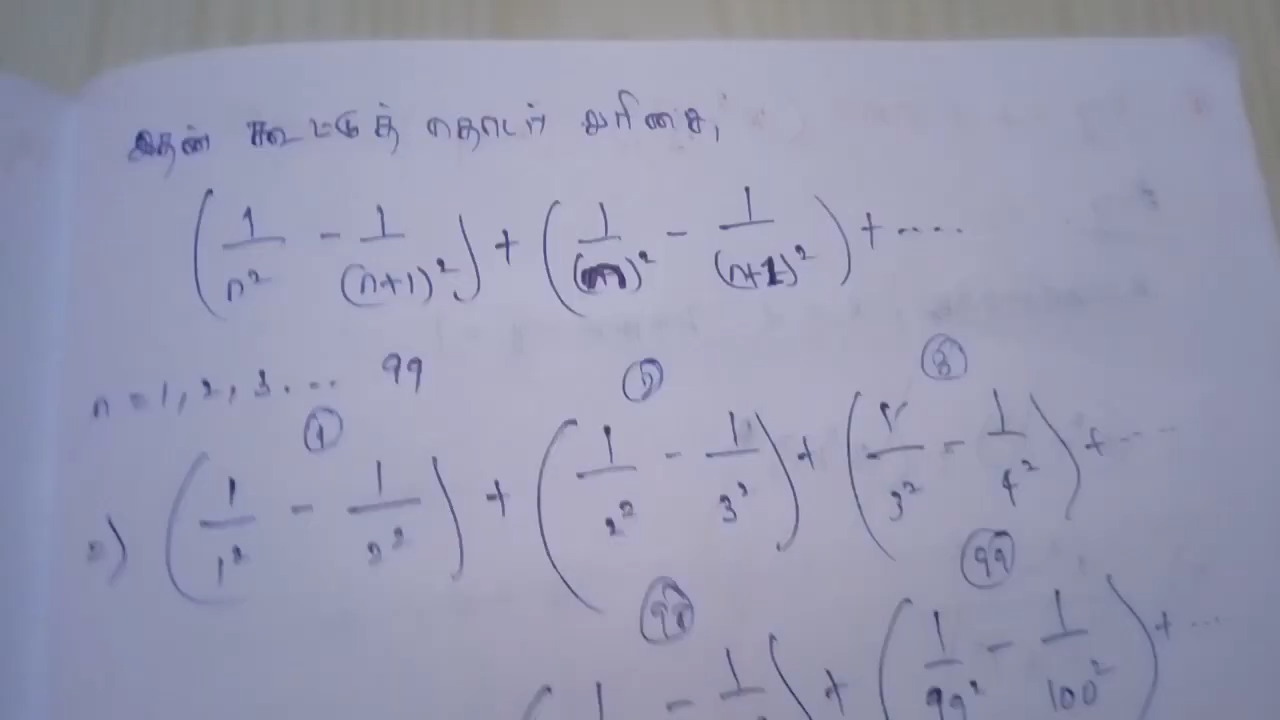 இதன் கூட்டுத் தொடர் வரிசை,
(1/n² - 1/(n+1)²) + (1/( )² - 1/(n+1)²) + ....
n = 1, 2, 3 .... 99
① ② ③
(1/1² - 1/2²) + (1/2² - 1/3²) + (1/3² - 1/4²) + ....
98 99
+ (1/99² - 1/100²) + ...